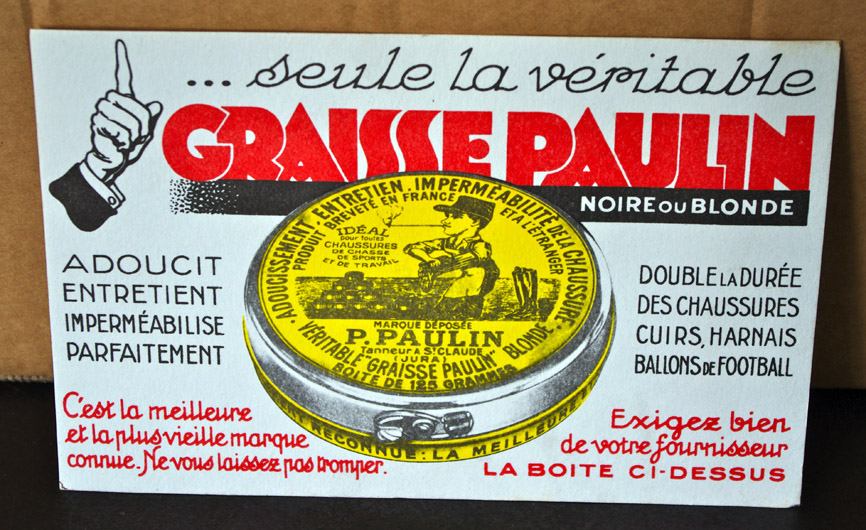 ... seule la véritable
GRAISSE PAULIN
NOIRE OU BLONDE
ADOUCIT
ENTRETIENT
IMPERMÉABILISE
PARFAITEMENT
ADOUCISSEMENT. ENTRETIEN. IMPERMÉABILITÉ DE LA CHAUSSURE
PRODUIT BREVETÉ EN FRANCE ET A L'ÉTRANGER
IDÉAL
pour toutes
CHAUSSURES
DE CHASSE
DE SPORTS
ET DE TRAVAIL
MARQUE DÉPOSÉE
P. PAULIN
Tanneur à St CLAUDE
(JURA)
VÉRITABLE "GRAISSE PAULIN" BLONDE
BOITE DE 125 GRAMMES
RECONNUE: LA MEILLEURE
DOUBLE LA DURÉE
DES CHAUSSURES
CUIRS, HARNAIS
BALLONS DE FOOTBALL
C'est la meilleure
et la plus vieille marque
connue. Ne vous laissez pas tromper.
Exigez bien
de votre fournisseur
LA BOITE CI-DESSUS